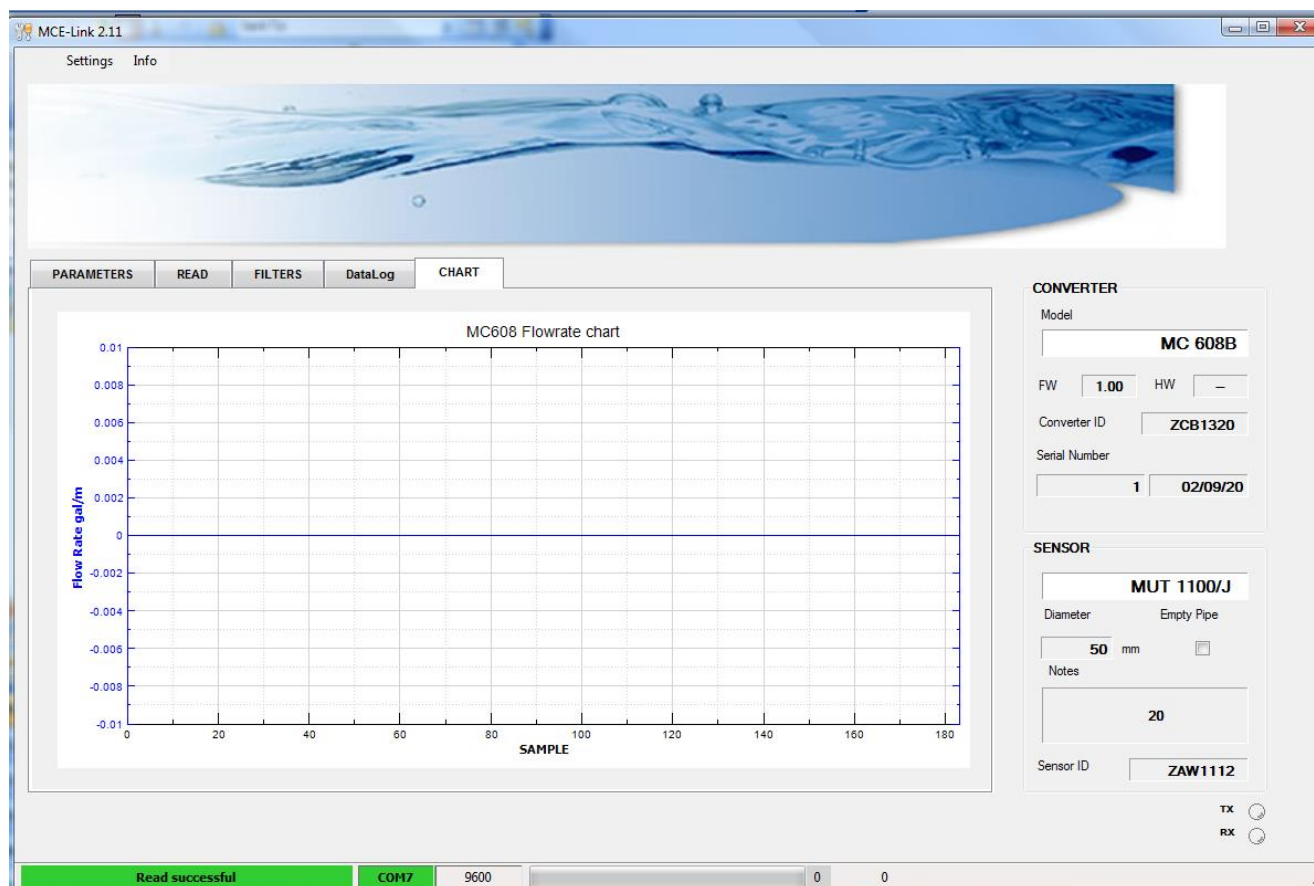 MCE-Link 2.11
Settings Info
PARAMETERS READ FILTERS DataLog CHART
MC608 Flowrate chart
0.01
0.008
0.006
0.004
0.002
0
-0.002
-0.004
-0.006
-0.008
-0.01
Flow Rate gal/m
0 20 40 60 80 100 120 140 160 180
SAMPLE
CONVERTER
Model
MC 608B
FW 1.00 HW –
Converter ID ZCB1320
Serial Number
1 02/09/20
SENSOR
MUT 1100/J
Diameter Empty Pipe
50 mm
Notes
20
Sensor ID ZAW1112
TX
RX
Read successful COM7 9600 0 0